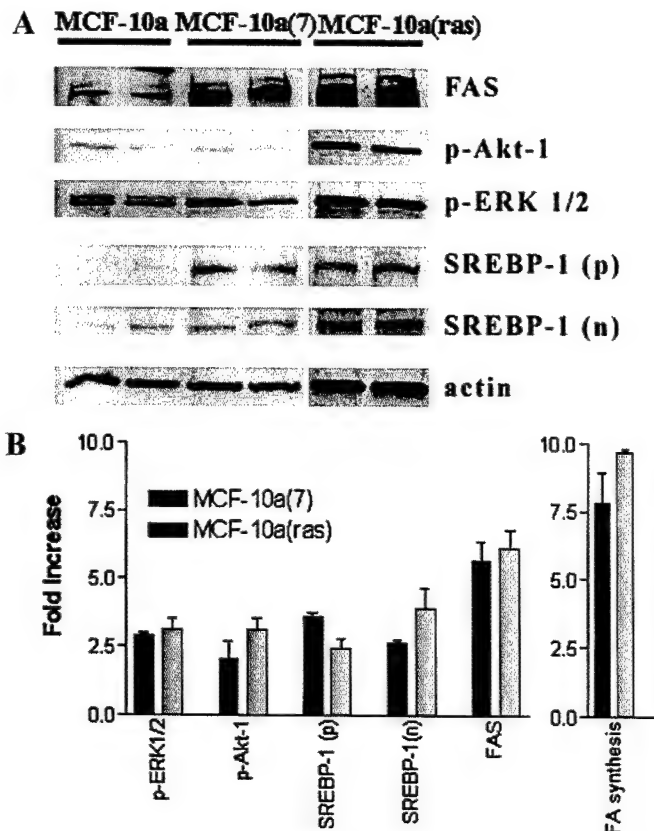 A
MCF-10a MCF-10a(7) MCF-10a(ras)
FAS
p-Akt-1
p-ERK 1/2
SREBP-1 (p)
SREBP-1 (n)
actin
B
Fold Increase
10.0
7.5
5.0
2.5
0.0
MCF-10a(7)
MCF-10a(ras)
p-ERK1/2
p-Akt-1
SREBP-1 (p)
SREBP-1(n)
FAS
10.0
7.5
5.0
2.5
0.0
FA synthesis